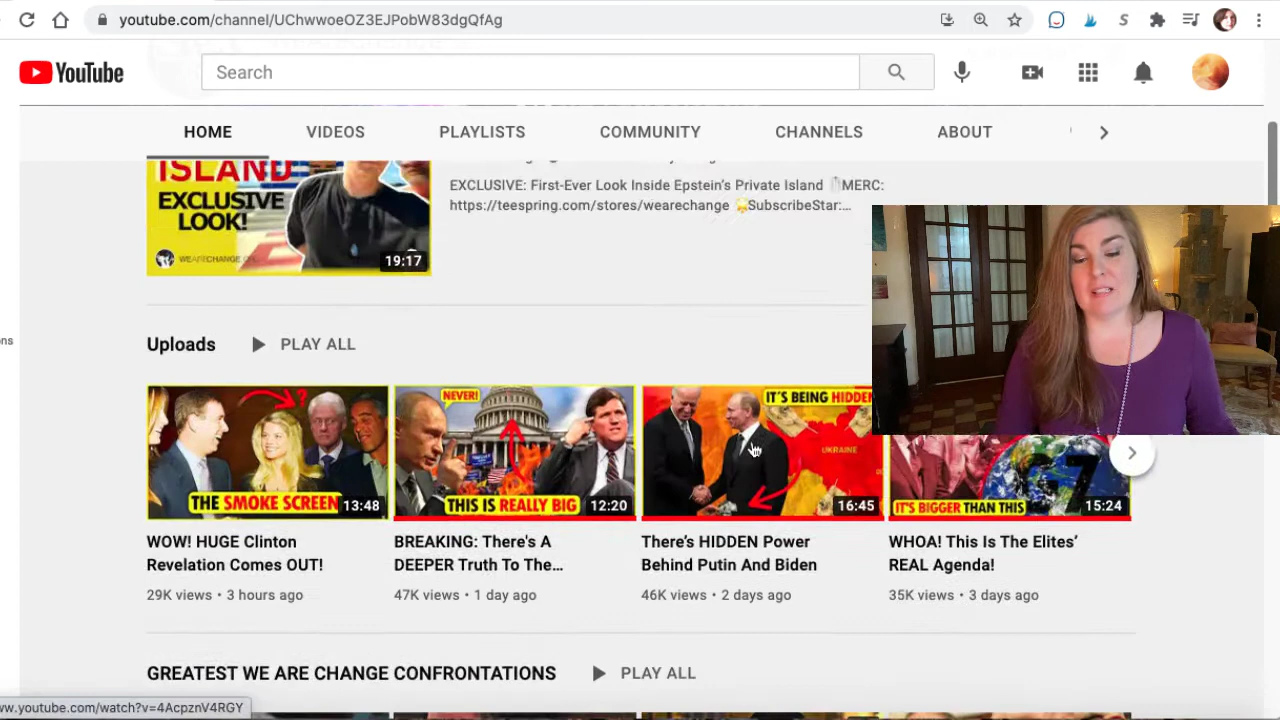 youtube.com/channel/UChwwoeOZ3EJPobW83dgQfAg
YouTube
Search
HOME VIDEOS PLAYLISTS COMMUNITY CHANNELS ABOUT
ISLAND
EXCLUSIVE
LOOK!
WEARECHANGE
19:17
EXCLUSIVE: First-Ever Look Inside Epstein's Private Island MERC:
https://teespring.com/stores/wearechange SubscribeStar:...
ns
Uploads PLAY ALL
?
THE SMOKE SCREEN
13:48
NEVER!
THIS IS REALLY BIG
12:20
IT'S BEING HIDDEN
UKRAINE
16:45
G7
IT'S BIGGER THAN THIS
15:24
WOW! HUGE Clinton
Revelation Comes OUT!
29K views • 3 hours ago
BREAKING: There's A
DEEPER Truth To The...
47K views • 1 day ago
There's HIDDEN Power
Behind Putin And Biden
46K views • 2 days ago
WHOA! This Is The Elites'
REAL Agenda!
35K views • 3 days ago
GREATEST WE ARE CHANGE CONFRONTATIONS PLAY ALL
ww.youtube.com/watch?v=4AcpznV4RGY